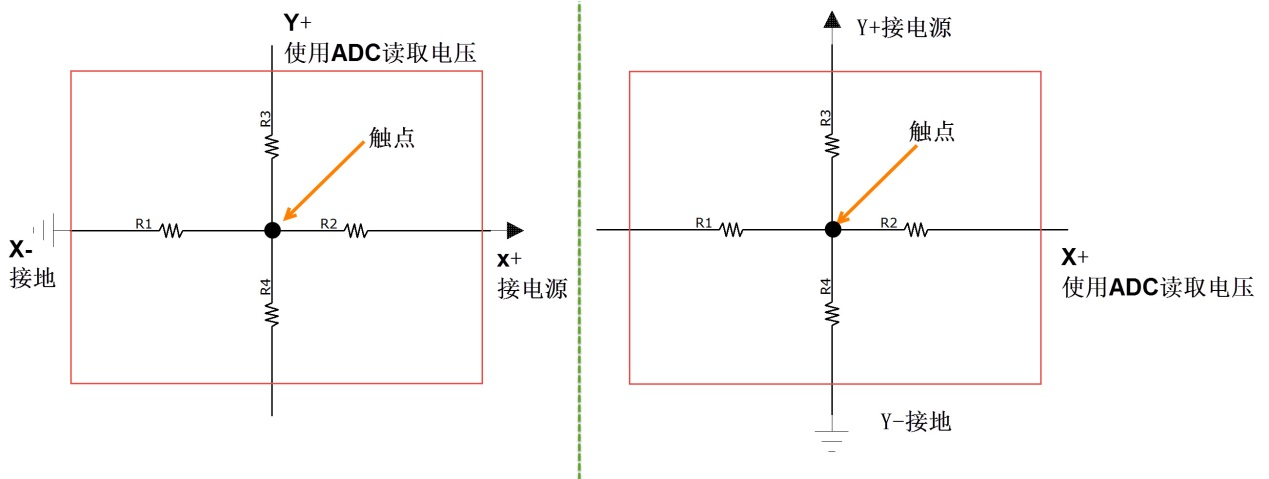 Y+
使用ADC读取电压
R3
触点
R1
R2
X-
接地
x+
接电源
R4
Y+接电源
R3
触点
R1
R2
X+
使用ADC读取电压
R4
Y-接地